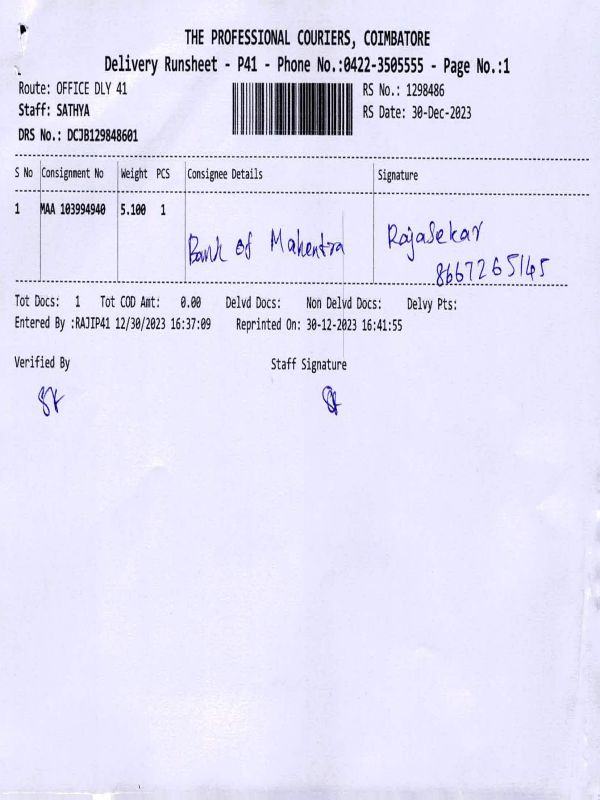 THE PROFESSIONAL COURIERS, COIMBATORE
Delivery Runsheet - P41 - Phone No.:0422-3505555 - Page No.:1
Route: OFFICE DLY 41 RS No.: 1298486
Staff: SATHYA RS Date: 30-Dec-2023
DRS No.: DCJB129848601
S No Consignment No Weight PCS Consignee Details Signature
1 MAA 103994940 5.100 1
Bank of Mahentra Rajasekar
8667265145
Tot Docs: 1 Tot COD Amt: 0.00 Delvd Docs: Non Delvd Docs: Delvy Pts:
Entered By :RAJIP41 12/30/2023 16:37:09 Reprinted On: 30-12-2023 16:41:55
Verified By Staff Signature